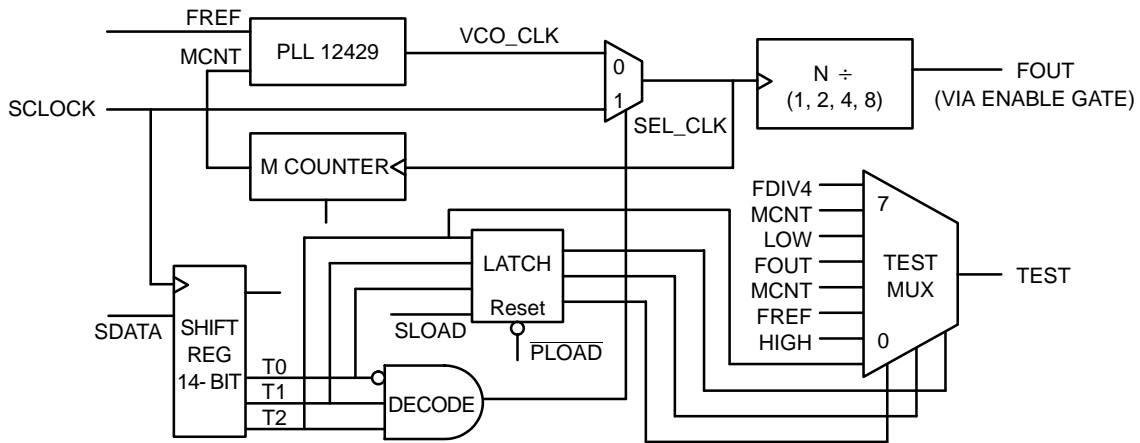 FREF
MCNT
SCLOCK
PLL 12429
VCO_CLK
0
1
SEL_CLK
N ÷
(1, 2, 4, 8)
FOUT
(VIA ENABLE GATE)
M COUNTER
FDIV4
MCNT
LOW
FOUT
MCNT
FREF
HIGH
7
TEST
MUX
0
TEST
LATCH
Reset
SLOAD
PLOAD
SDATA
SHIFT
REG
14- BIT
T0
T1
T2
DECODE